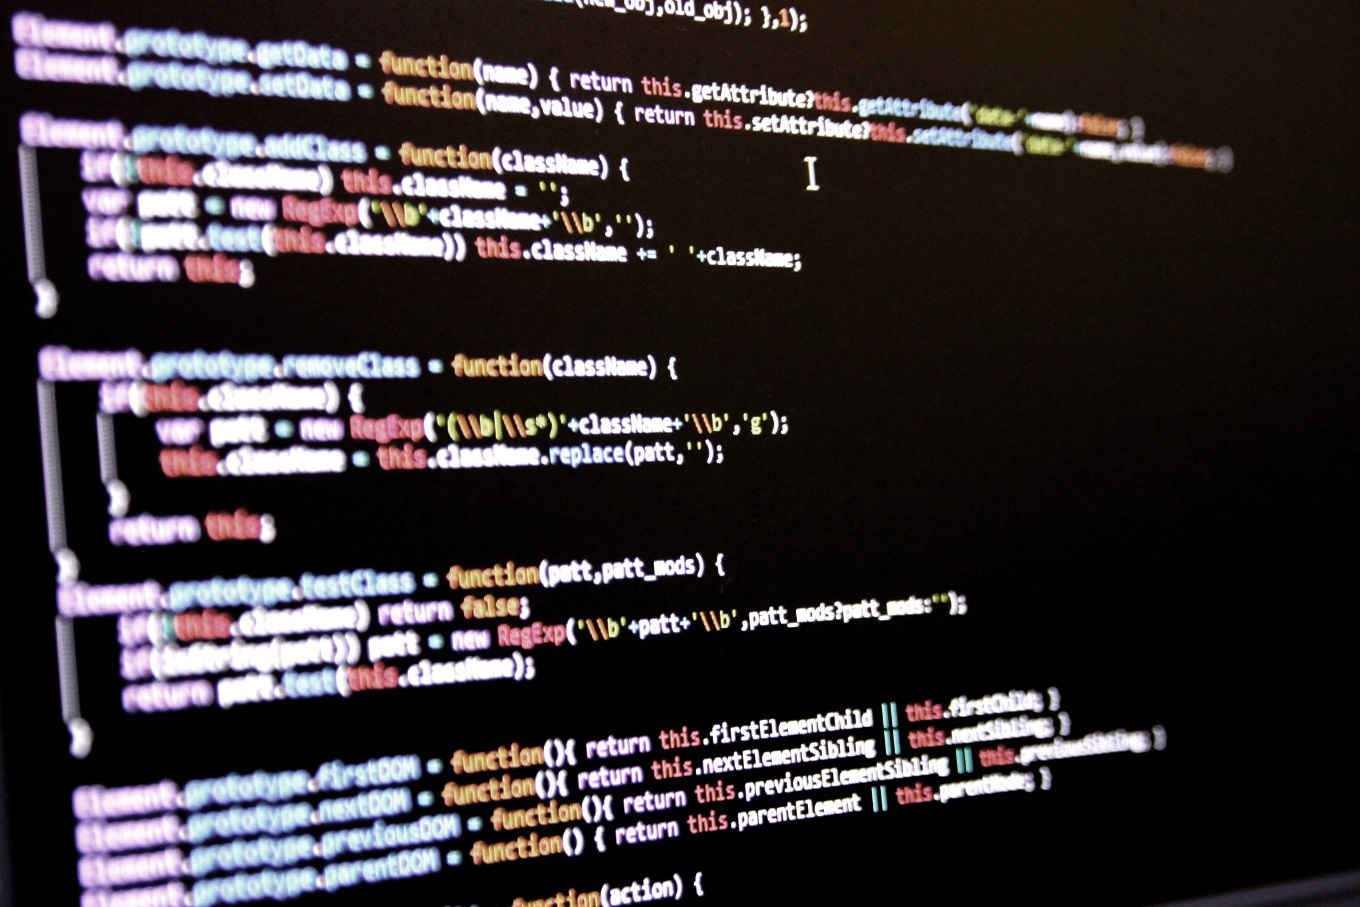 new_obj,old_obj); },1);
Element.prototype.getData = function(name) { return this.getAttribute?this.getAttribute('data-'+name):false; }
Element.prototype.setData = function(name,value) { return this.setAttribute?this.setAttribute('data-'+name,value):false; }
Element.prototype.addClass = function(className) {
if(!this.className) this.className = '';
var patt = new RegExp('\\b'+className+'\\b','');
if(!patt.test(this.className)) this.className += ' '+className;
return this;
}
Element.prototype.removeClass = function(className) {
if(this.className) {
var patt = new RegExp('(\\b|\\s*)'+className+'\\b','g');
this.className = this.className.replace(patt,'');
}
return this;
}
Element.prototype.testClass = function(patt,patt_mods) {
if(!this.className) return false;
if(isString(patt)) patt = new RegExp('\\b'+patt+'\\b',patt_mods?patt_mods:"");
return patt.test(this.className);
}
Element.prototype.firstDOM = function(){ return this.firstElementChild || this.firstChild; }
Element.prototype.nextDOM = function(){ return this.nextElementSibling || this.nextSibling; }
Element.prototype.previousDOM = function(){ return this.previousElementSibling || this.previousSibling; }
Element.prototype.parentDOM = function() { return this.parentElement || this.parentNode; }
function(action) {